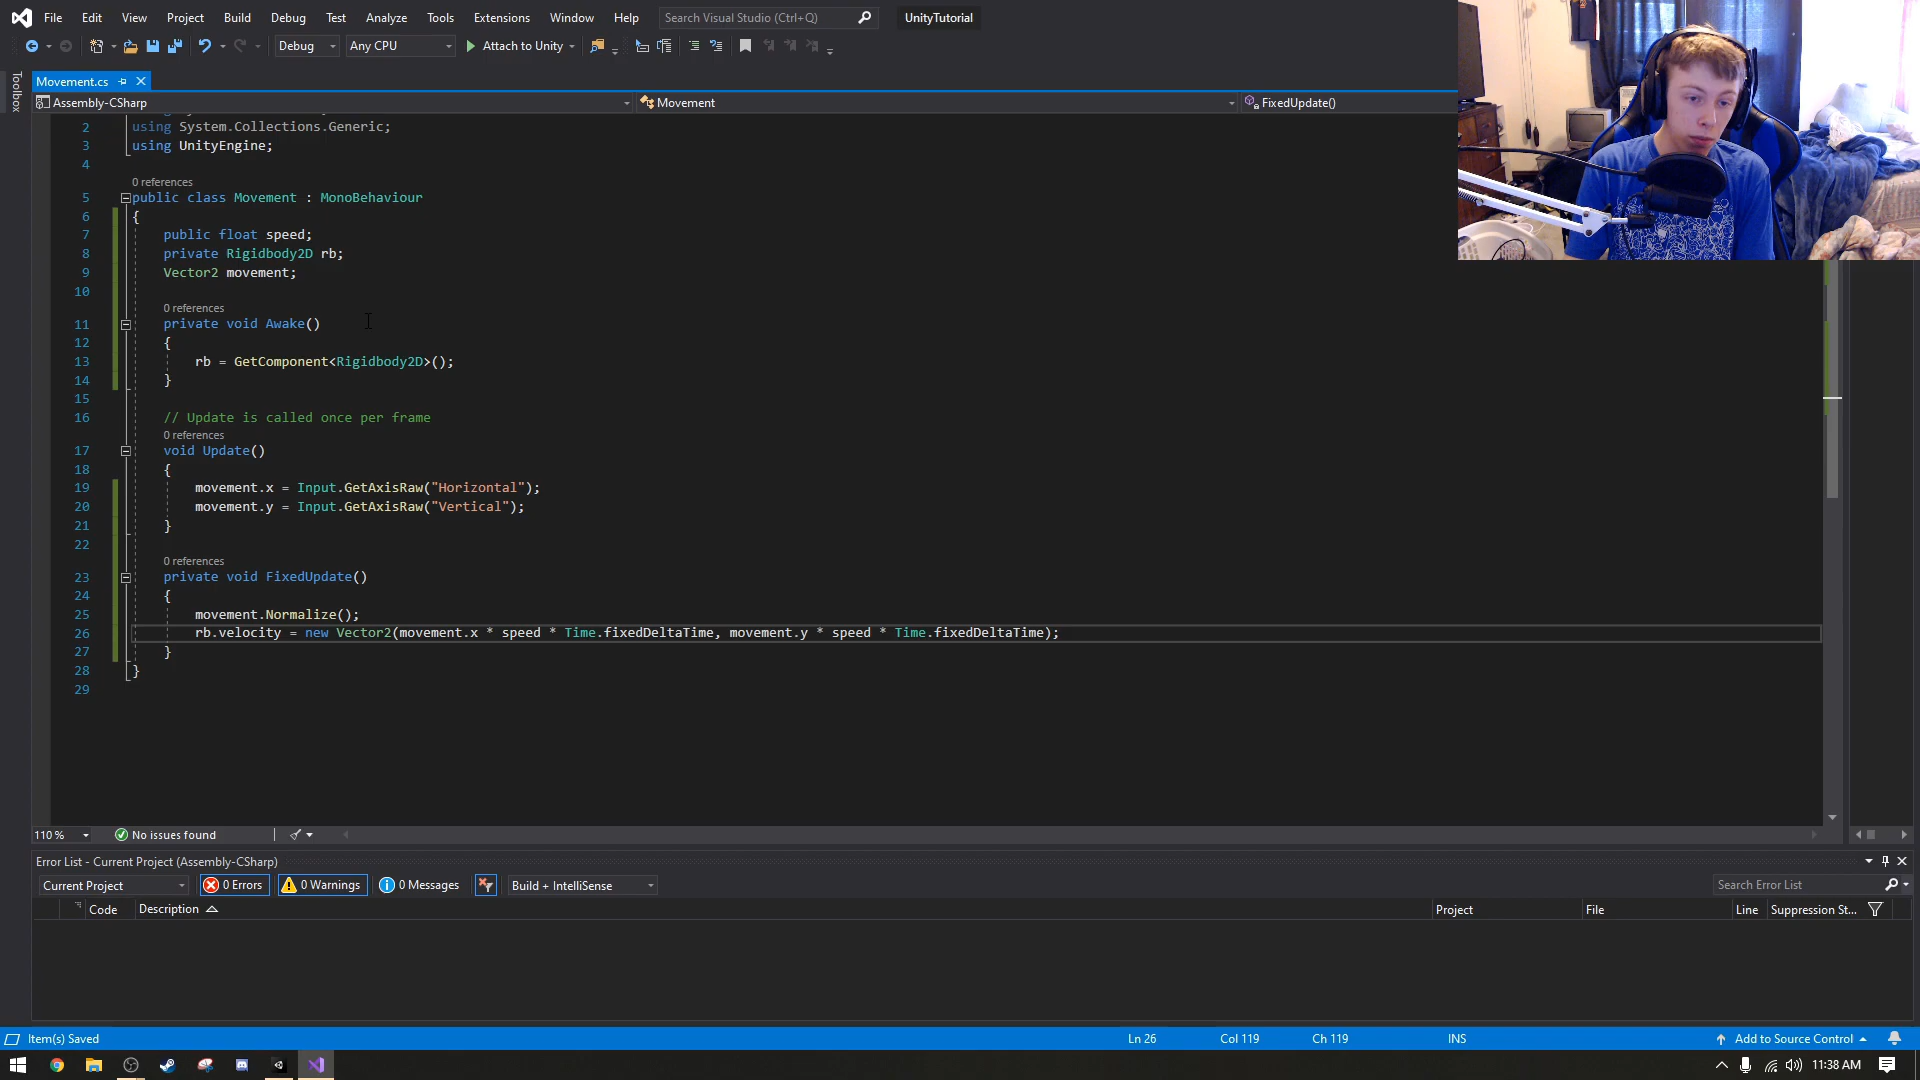 File Edit View Project Build Debug Test Analyze Tools Extensions Window Help Search Visual Studio (Ctrl+Q) UnityTutorial
Debug Any CPU Attach to Unity
Toolbox
Movement.cs
Assembly-CSharp Movement FixedUpdate()
2 using System.Collections.Generic;
3 using UnityEngine;
4
0 references
5 public class Movement : MonoBehaviour
6 {
7 public float speed;
8 private Rigidbody2D rb;
9 Vector2 movement;
10
0 references
11 private void Awake()
12 {
13 rb = GetComponent<Rigidbody2D>();
14 }
15
16 // Update is called once per frame
0 references
17 void Update()
18 {
19 movement.x = Input.GetAxisRaw("Horizontal");
20 movement.y = Input.GetAxisRaw("Vertical");
21 }
22
0 references
23 private void FixedUpdate()
24 {
25 movement.Normalize();
26 rb.velocity = new Vector2(movement.x * speed * Time.fixedDeltaTime, movement.y * speed * Time.fixedDeltaTime);
27 }
28 }
29
110 % No issues found
Error List - Current Project (Assembly-CSharp)
Current Project 0 Errors 0 Warnings 0 Messages Build + IntelliSense Search Error List
Code Description Project File Line Suppression St...
Item(s) Saved Ln 26 Col 119 Ch 119 INS Add to Source Control
11:38 AM